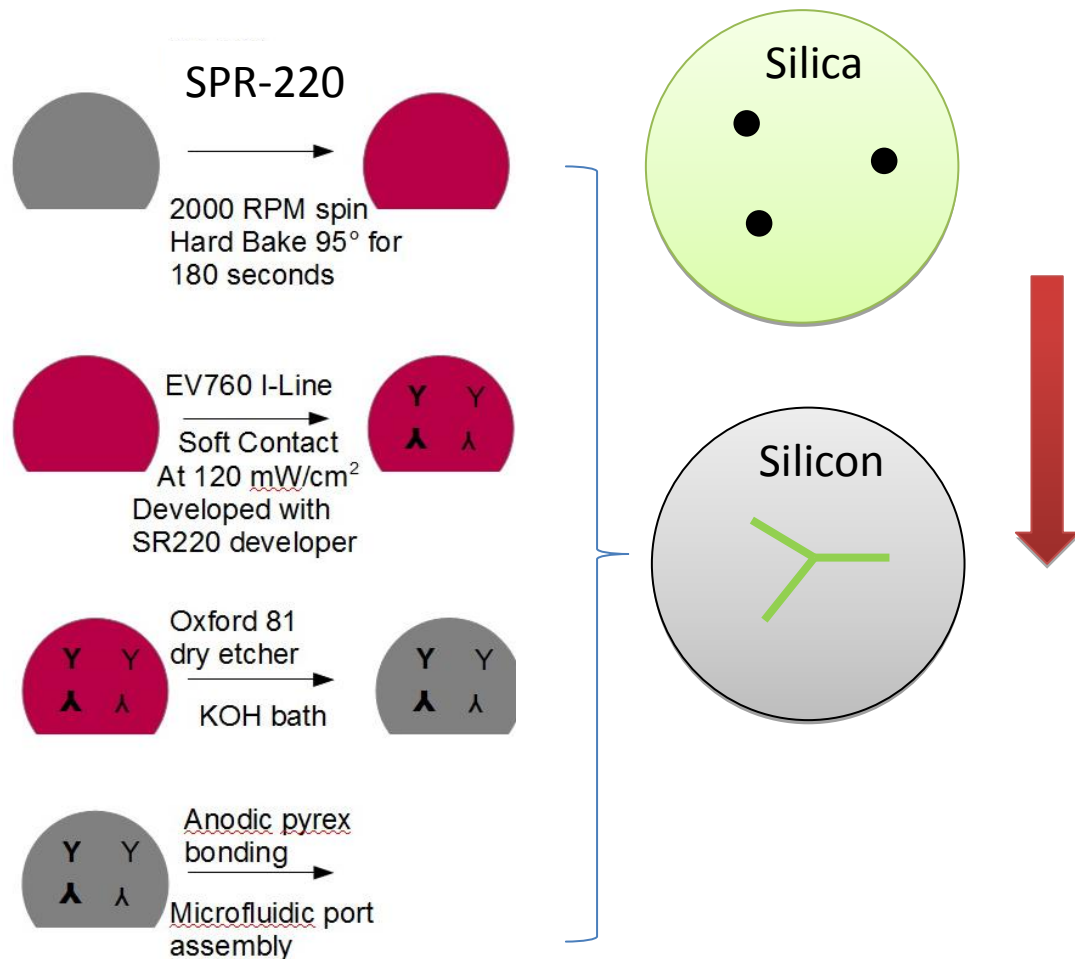 SPR-220
2000 RPM spin
Hard Bake 95° for
180 seconds
EV760 I-Line
Soft Contact
At 120 mW/cm²
Developed with
SR220 developer
Oxford 81
dry etcher
KOH bath
Anodic pyrex
bonding
Microfluidic port
assembly
Silica
Silicon